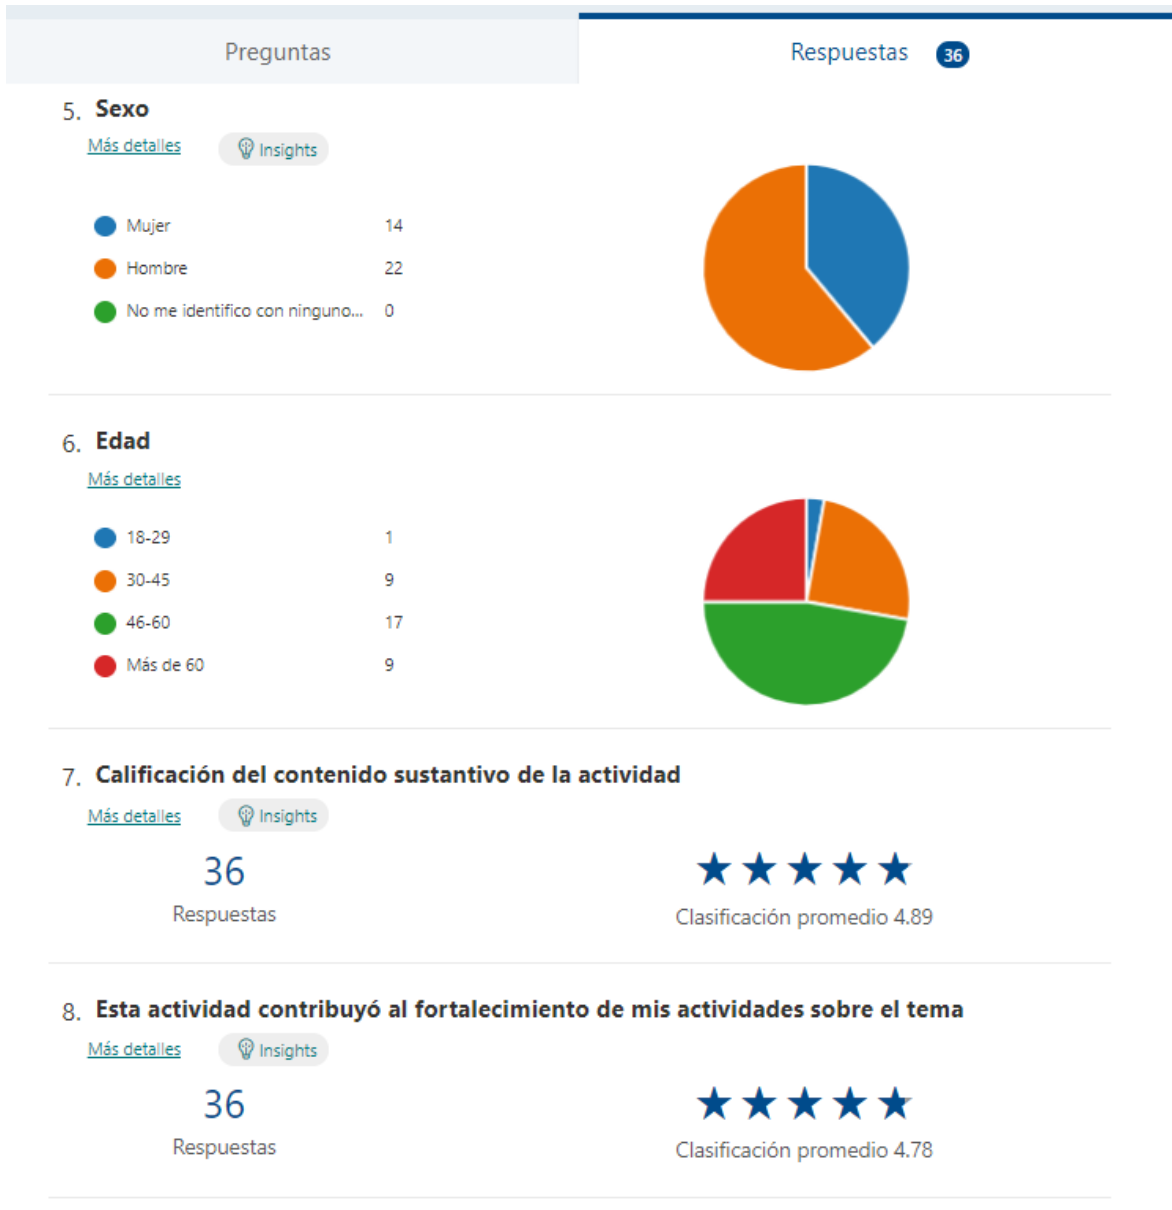 Preguntas
Respuestas 36
5. Sexo
Más detalles Insights
Mujer 14
Hombre 22
No me identifico con ninguno... 0
6. Edad
Más detalles
18-29 1
30-45 9
46-60 17
Más de 60 9
7. Calificación del contenido sustantivo de la actividad
Más detalles Insights
36
Respuestas
Clasificación promedio 4.89
8. Esta actividad contribuyó al fortalecimiento de mis actividades sobre el tema
Más detalles Insights
36
Respuestas
Clasificación promedio 4.78